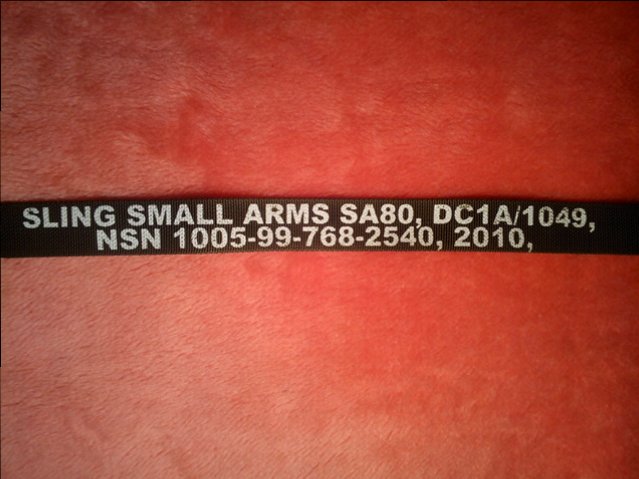 SLING SMALL ARMS SA80, DC1A/1049,
NSN 1005-99-768-2540, 2010,